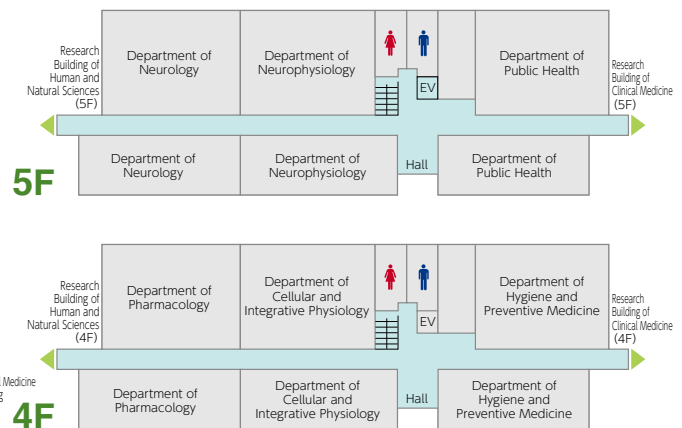 Research
Building of
Human and
Natural Sciences
(5F)
Department of
Neurology
Department of
Neurophysiology
EV
Department of
Public Health
Research
Building of
Clinical Medicine
(5F)
5F
Department of
Neurology
Department of
Neurophysiology
Hall
Department of
Public Health
Research
Building of
Human and
Natural Sciences
(4F)
Department of
Pharmacology
Department of
Cellular and
Integrative Physiology
EV
Department of
Hygiene and
Preventive Medicine
Research
Building of
Clinical Medicine
(4F)
Medicine
4F
Department of
Pharmacology
Department of
Cellular and
Integrative Physiology
Hall
Department of
Hygiene and
Preventive Medicine